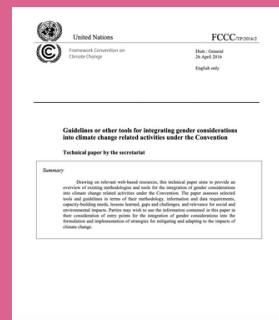 United Nations
FCCC/TP/2016/2
Framework Convention on
Climate Change
Distr.: General
26 April 2016
English only
Guidelines or other tools for integrating gender considerations
into climate change related activities under the Convention
Technical paper by the secretariat
Summary
Drawing on relevant web-based resources, this technical paper aims to provide an
overview of existing methodologies and tools for the integration of gender considerations
into climate change related activities under the Convention. The paper assesses selected
tools and guidelines in terms of their methodology, information and data requirements,
capacity-building needs, lessons learned, gaps and challenges, and relevance for social and
environmental impacts. Parties may wish to use the information contained in this paper in
their consideration of entry points for the integration of gender considerations into the
formulation and implementation of strategies for mitigating and adapting to the impacts of
climate change.